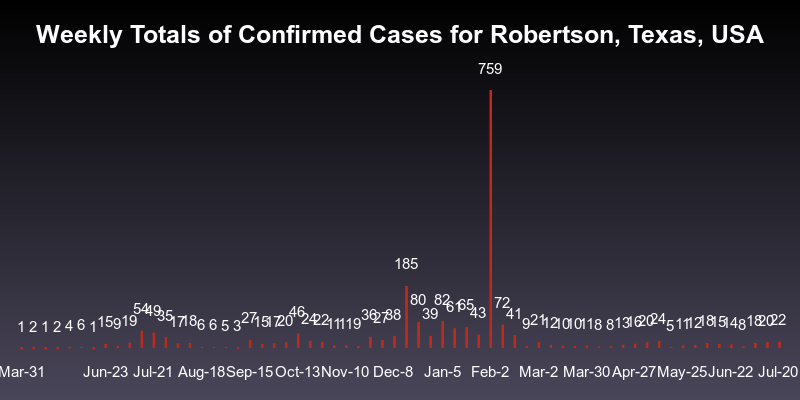 Weekly Totals of Confirmed Cases for Robertson, Texas, USA
1 2 1 2 4 6 1 15 9 19 54 49 35 17 18 6 6 5 3 27 15 17 20 46 24 22 11 11 9 36 27 38 185 80 39 82 61 65 43 759 72 41 9 21 12 10 10 11 8 8 13 16 20 24 5 11 12 18 15 14 8 18 20 22
Mar-31 Jun-23 Jul-21 Aug-18 Sep-15 Oct-13 Nov-10 Dec-8 Jan-5 Feb-2 Mar-2 Mar-30 Apr-27 May-25 Jun-22 Jul-20